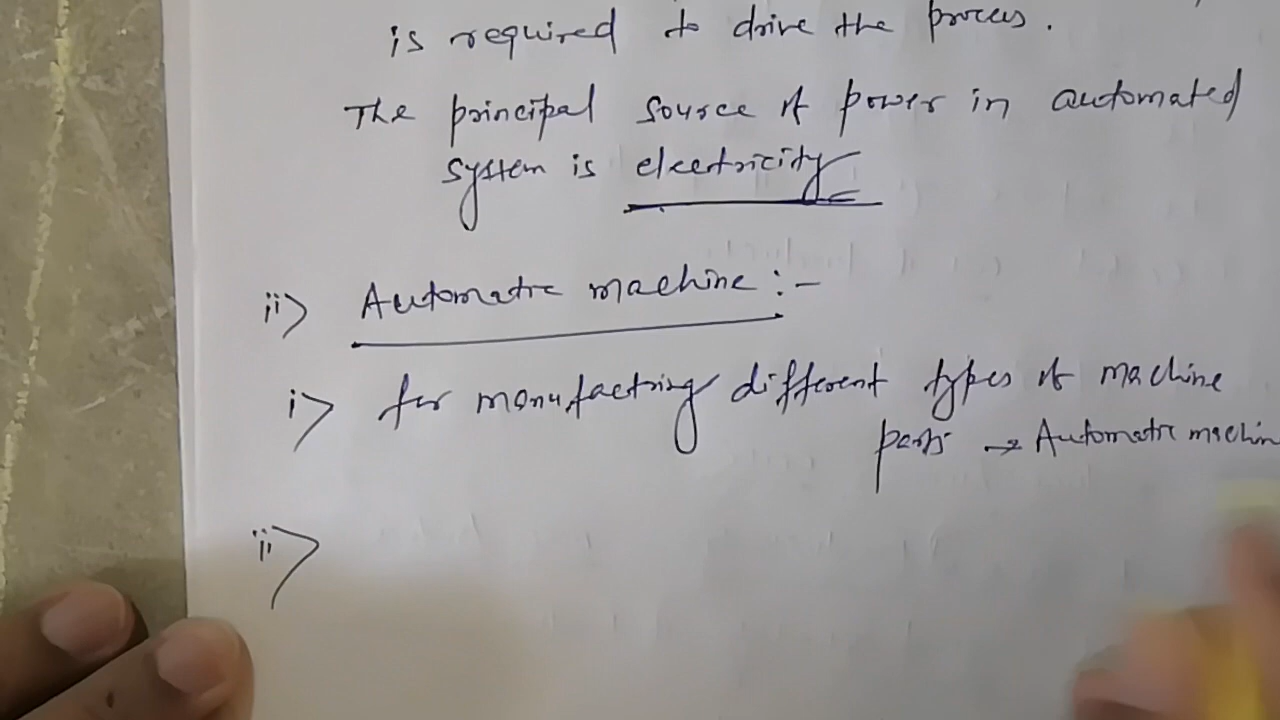 is required to drive the process.
The principal source of power in automated
system is electricity
ii> Automatic machine :-
i> for manufactring different types of machine
parts → Automatic machin
ii>